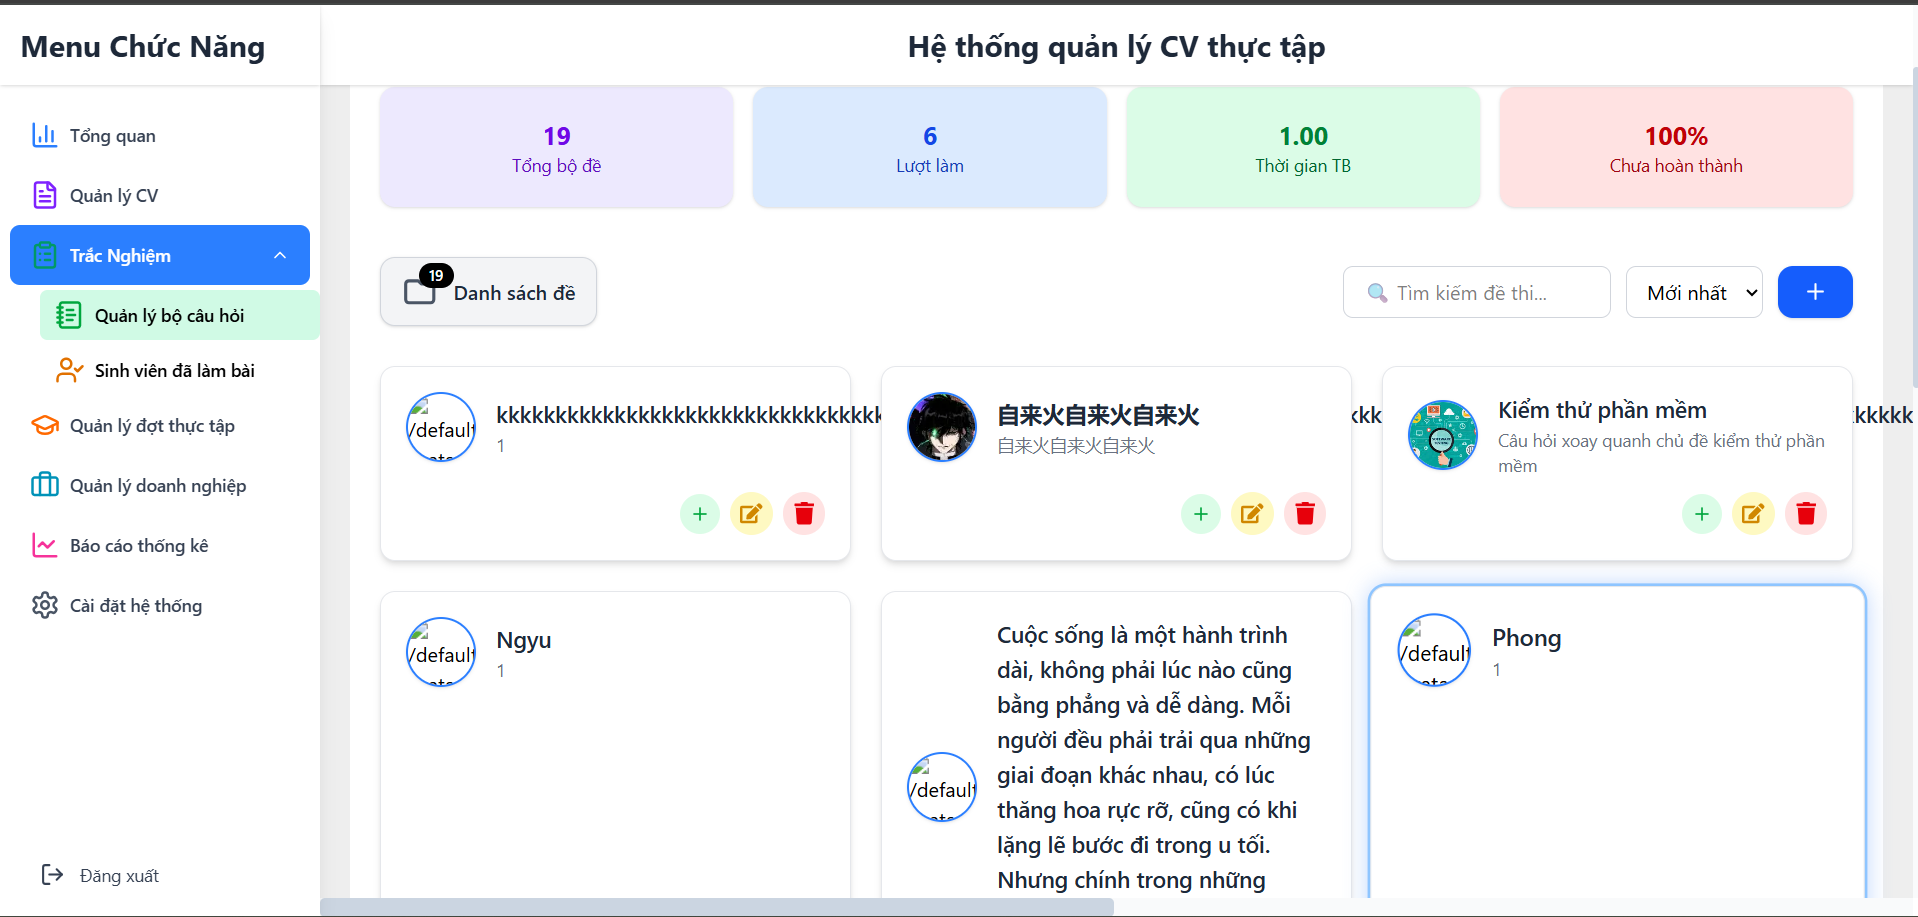 Menu Chức Năng
Hệ thống quản lý CV thực tập
Tổng quan
Quản lý CV
Trắc Nghiệm
Quản lý bộ câu hỏi
Sinh viên đã làm bài
Quản lý đợt thực tập
Quản lý doanh nghiệp
Báo cáo thống kê
Cài đặt hệ thống
Đăng xuất
19
Tổng bộ đề
6
Lượt làm
1.00
Thời gian TB
100%
Chưa hoàn thành
19
Danh sách đề
Tìm kiếm đề thi...
Mới nhất
+
kkkkkkkkkkkkkkkkkkkkkkkkkkkkkkkkk
1
自来火自来火自来火
自来火自来火自来火
kkk
Kiểm thử phần mềm
Câu hỏi xoay quanh chủ đề kiểm thử phần
mềm
kkkkk
/default
Ngyu
1
/default
Cuộc sống là một hành trình
dài, không phải lúc nào cũng
bằng phẳng và dễ dàng. Mỗi
người đều phải trải qua những
giai đoạn khác nhau, có lúc
thăng hoa rực rỡ, cũng có khi
lặng lẽ bước đi trong u tối.
Nhưng chính trong những
/default
Phong
1
/default